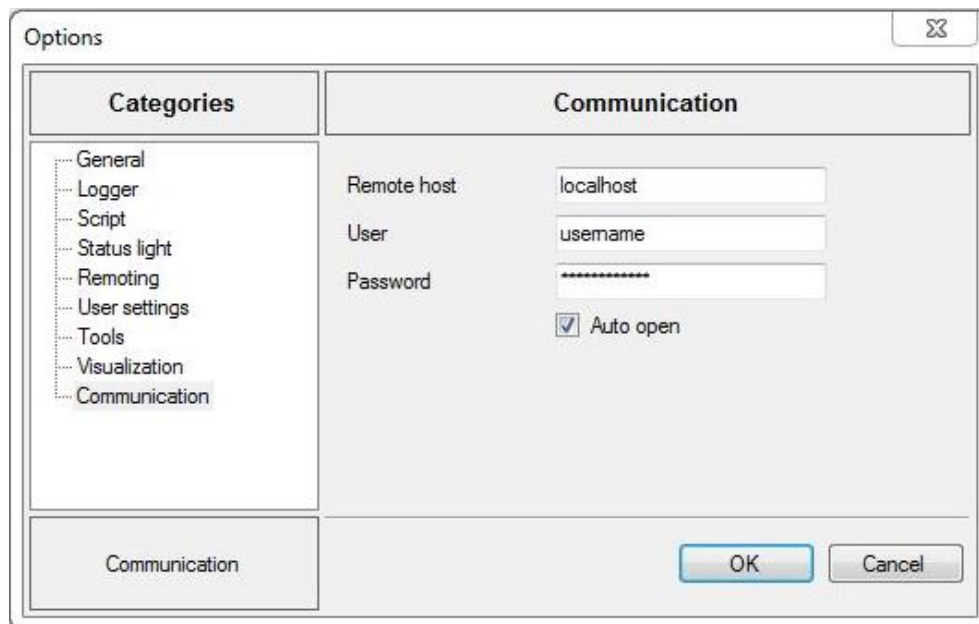 Options
Categories
General
Logger
Script
Status light
Remoting
User settings
Tools
Visualization
Communication
Communication
Communication
Remote host
localhost
User
username
Password
************
Auto open
OK
Cancel